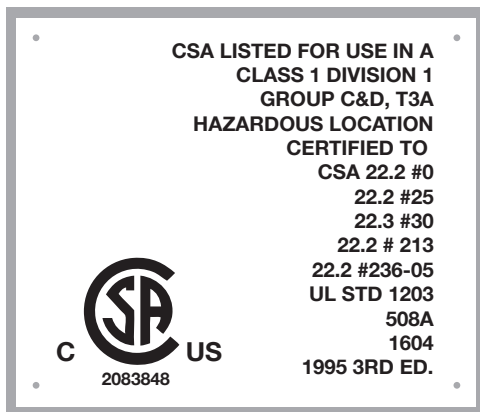 CSA LISTED FOR USE IN A
CLASS 1 DIVISION 1
GROUP C&D, T3A
HAZARDOUS LOCATION
CERTIFIED TO
CSA 22.2 #0
22.2 #25
22.3 #30
22.2 # 213
22.2 #236-05
UL STD 1203
508A
1604
1995 3RD ED.
C SA US
2083848